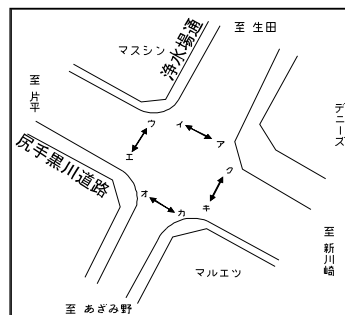 至 生田
マスシン
浄水場通
至 片平
デニーズ
ウ
イ
ア
エ
尻手黒川道路
ク
オ
カ
キ
至 新川崎
マルエツ
至 あざみ野